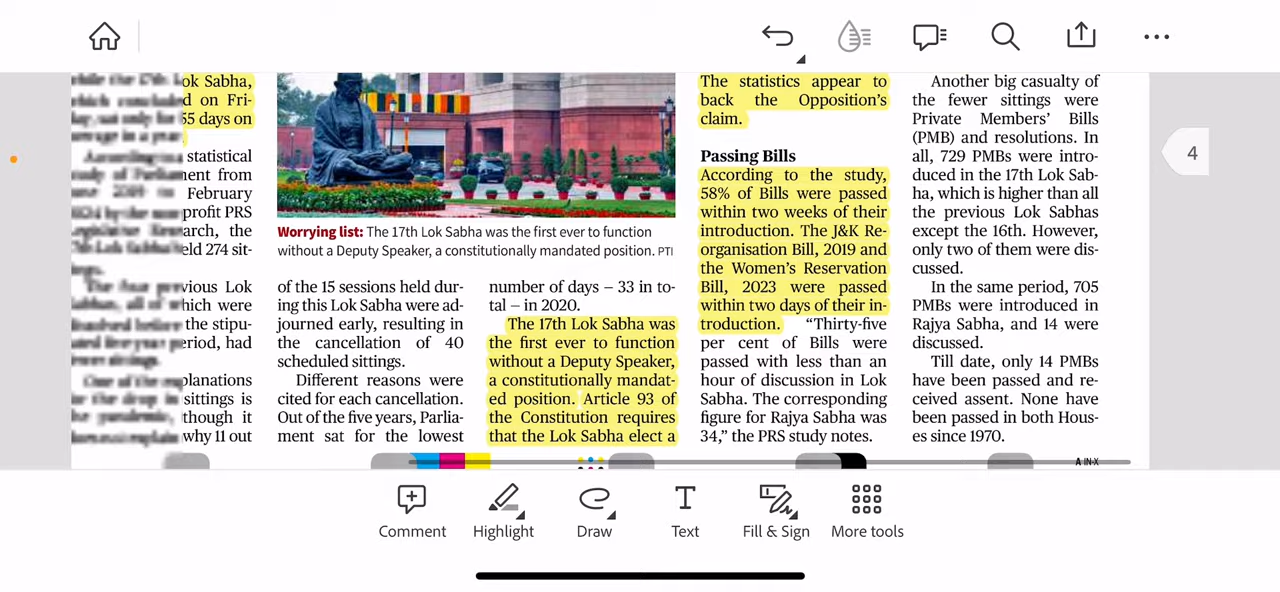 ok Sabha,
d on Fri-
55 days on
statistical
ent from
February
profit PRS
arch, the
eld 274 sit-
vious Lok
hich were
the stipu-
eriod, had
planations
sittings is
though it
why 11 out
Worrying list: The 17th Lok Sabha was the first ever to function
without a Deputy Speaker, a constitutionally mandated position. PTI
of the 15 sessions held dur-
ing this Lok Sabha were ad-
journed early, resulting in
the cancellation of 40
scheduled sittings.
Different reasons were
cited for each cancellation.
Out of the five years, Parlia-
ment sat for the lowest
number of days – 33 in to-
tal – in 2020.
The 17th Lok Sabha was
the first ever to function
without a Deputy Speaker,
a constitutionally mandat-
ed position. Article 93 of
the Constitution requires
that the Lok Sabha elect a
The statistics appear to
back the Opposition's
claim.
Passing Bills
According to the study,
58% of Bills were passed
within two weeks of their
introduction. The J&K Re-
organisation Bill, 2019 and
the Women's Reservation
Bill, 2023 were passed
within two days of their in-
troduction. "Thirty-five
per cent of Bills were
passed with less than an
hour of discussion in Lok
Sabha. The corresponding
figure for Rajya Sabha was
34," the PRS study notes.
Another big casualty of
the fewer sittings were
Private Members' Bills
(PMB) and resolutions. In
all, 729 PMBs were intro-
duced in the 17th Lok Sab-
ha, which is higher than all
the previous Lok Sabhas
except the 16th. However,
only two of them were dis-
cussed.
In the same period, 705
PMBs were introduced in
Rajya Sabha, and 14 were
discussed.
Till date, only 14 PMBs
have been passed and re-
ceived assent. None have
been passed in both Hous-
es since 1970.
4
A IN-X
Comment
Highlight
Draw
T
Text
Fill & Sign
More tools